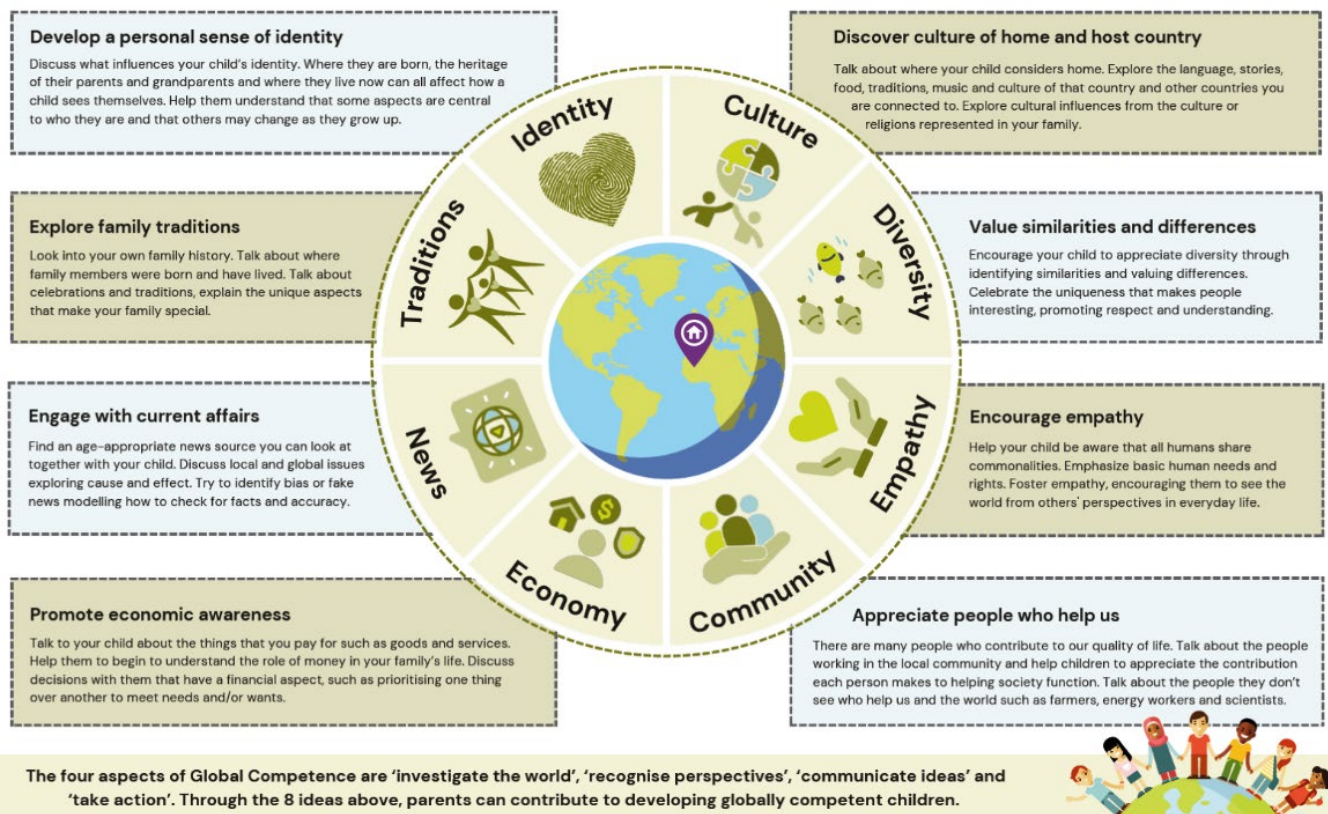 Develop a personal sense of identity
Discuss what influences your child's identity. Where they are born, the heritage
of their parents and grandparents and where they live now can all affect how a
child sees themselves. Help them understand that some aspects are central
to who they are and that others may change as they grow up.
Discover culture of home and host country
Talk about where your child considers home. Explore the language, stories,
food, traditions, music and culture of that country and other countries you
are connected to. Explore cultural influences from the culture or
religions represented in your family.
Identity
Culture
Explore family traditions
Look into your own family history. Talk about where
family members were born and have lived. Talk about
celebrations and traditions, explain the unique aspects
that make your family special.
Traditions
Diversity
Value similarities and differences
Encourage your child to appreciate diversity through
identifying similarities and valuing differences.
Celebrate the uniqueness that makes people
interesting, promoting respect and understanding.
Engage with current affairs
Find an age-appropriate news source you can look at
together with your child. Discuss local and global issues
exploring cause and effect. Try to identify bias or fake
news modelling how to check for facts and accuracy.
News
Empathy
Encourage empathy
Help your child be aware that all humans share
commonalities. Emphasize basic human needs and
rights. Foster empathy, encouraging them to see the
world from others' perspectives in everyday life.
$
Economy
Community
Promote economic awareness
Talk to your child about the things that you pay for such as goods and services.
Help them to begin to understand the role of money in your family's life. Discuss
decisions with them that have a financial aspect, such as prioritising one thing
over another to meet needs and/or wants.
Appreciate people who help us
There are many people who contribute to our quality of life. Talk about the people
working in the local community and help children to appreciate the contribution
each person makes to helping society function. Talk about the people they don't
see who help us and the world such as farmers, energy workers and scientists.
The four aspects of Global Competence are 'investigate the world', 'recognise perspectives', 'communicate ideas' and
'take action'. Through the 8 ideas above, parents can contribute to developing globally competent children.